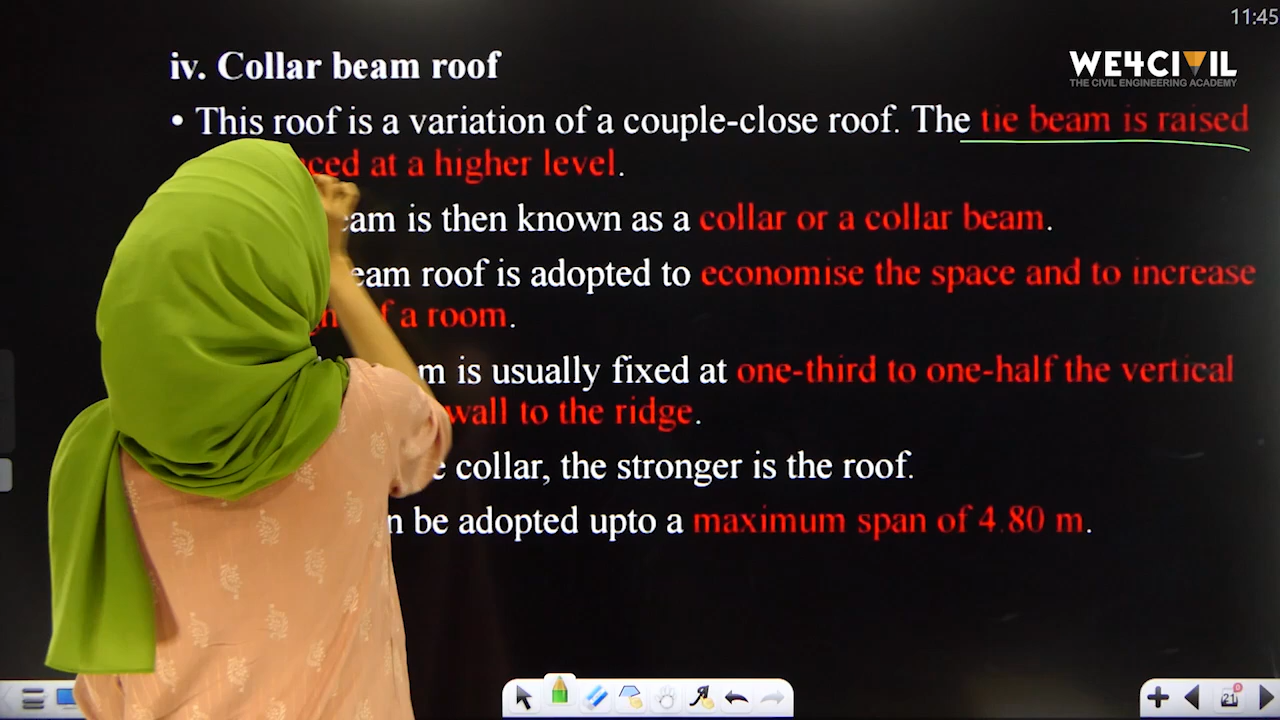 11:45
WE4CIVIL
THE CIVIL ENGINEERING ACADEMY
iv. Collar beam roof
• This roof is a variation of a couple-close roof. The tie beam is raised
at a higher level.
is then known as a collar or a collar beam.
roof is adopted to economise the space and to increase
a room.
is usually fixed at one-third to one-half the vertical
wall to the ridge.
collar, the stronger is the roof.
be adopted upto a maximum span of 4.80 m.
21